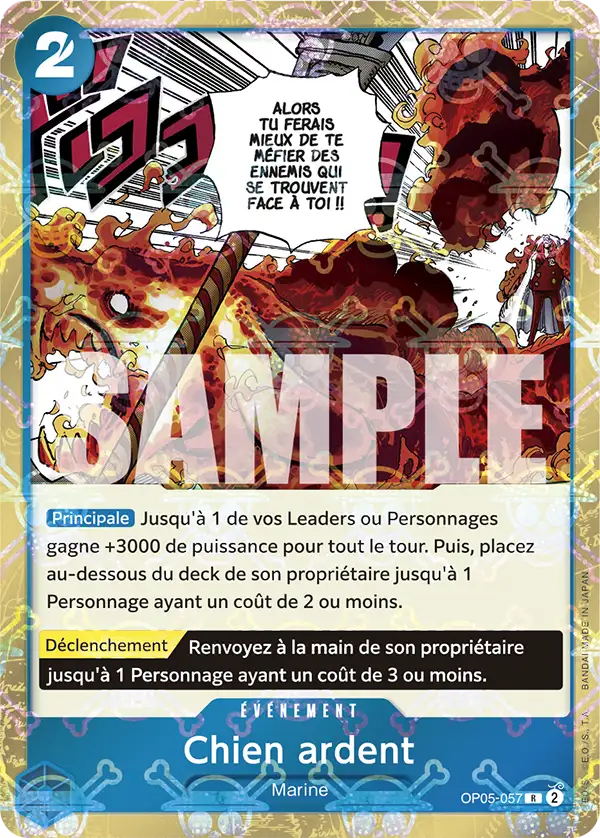 2
ALORS
TU FERAIS
MIEUX DE TE
MÉFIER DES
ENNEMIS QUI
SE TROUVENT
FACE À TOI !!
SAMPLE
Principale Jusqu'à 1 de vos Leaders ou Personnages
gagne +3000 de puissance pour tout le tour. Puis, placez
au-dessous du deck de son propriétaire jusqu'à 1
Personnage ayant un coût de 2 ou moins.
Déclenchement Renvoyez à la main de son propriétaire
jusqu'à 1 Personnage ayant un coût de 3 ou moins.
ÉVÉNEMENT
Chien ardent
Marine
OP05-057 R 2
©E.O./S., T.A. BANDAI MADE IN JAPAN